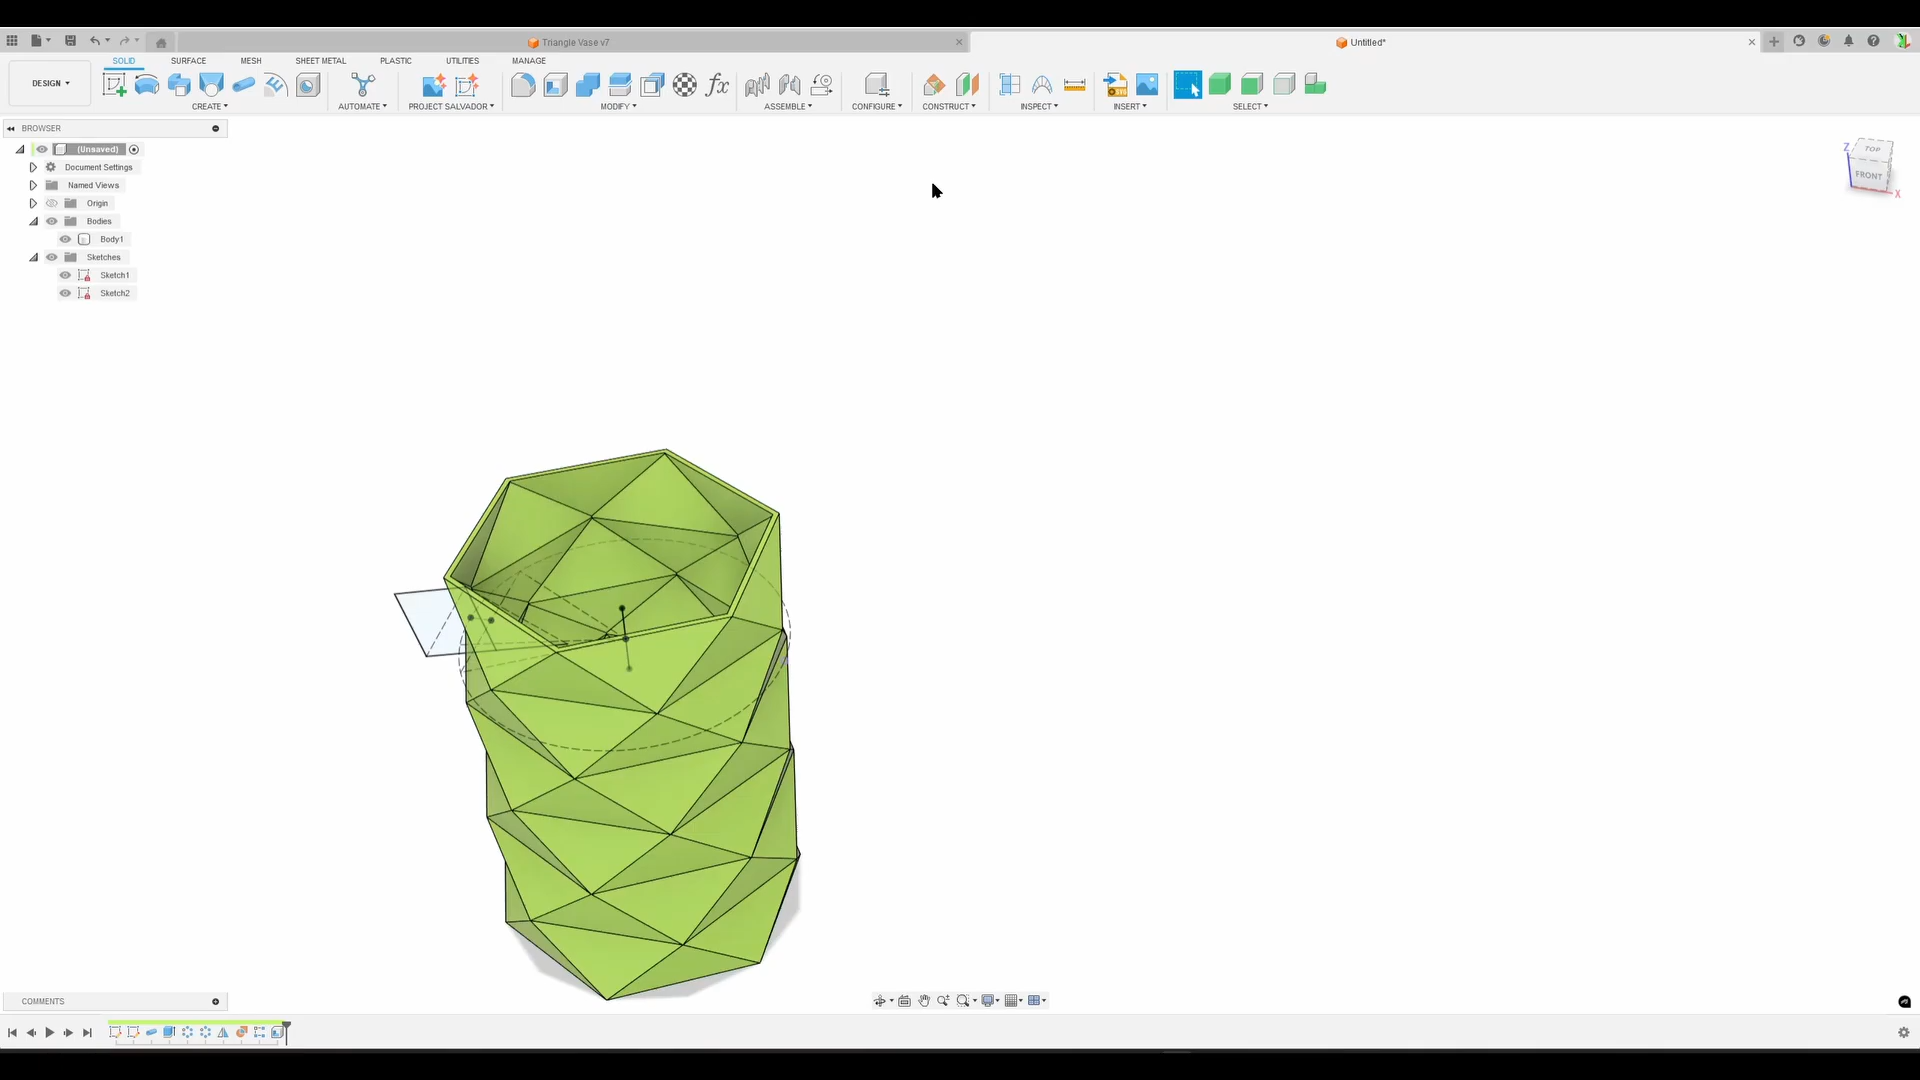 Triangle Vase v7
Untitled*
DESIGN
SOLID SURFACE MESH SHEET METAL PLASTIC UTILITIES MANAGE
CREATE AUTOMATE PROJECT SALVADOR MODIFY ASSEMBLE CONFIGURE CONSTRUCT INSPECT INSERT SELECT
fx
BROWSER
(Unsaved)
Document Settings
Named Views
Origin
Bodies
Body1
Sketches
Sketch1
Sketch2
TOP
Z
FRONT
X
COMMENTS